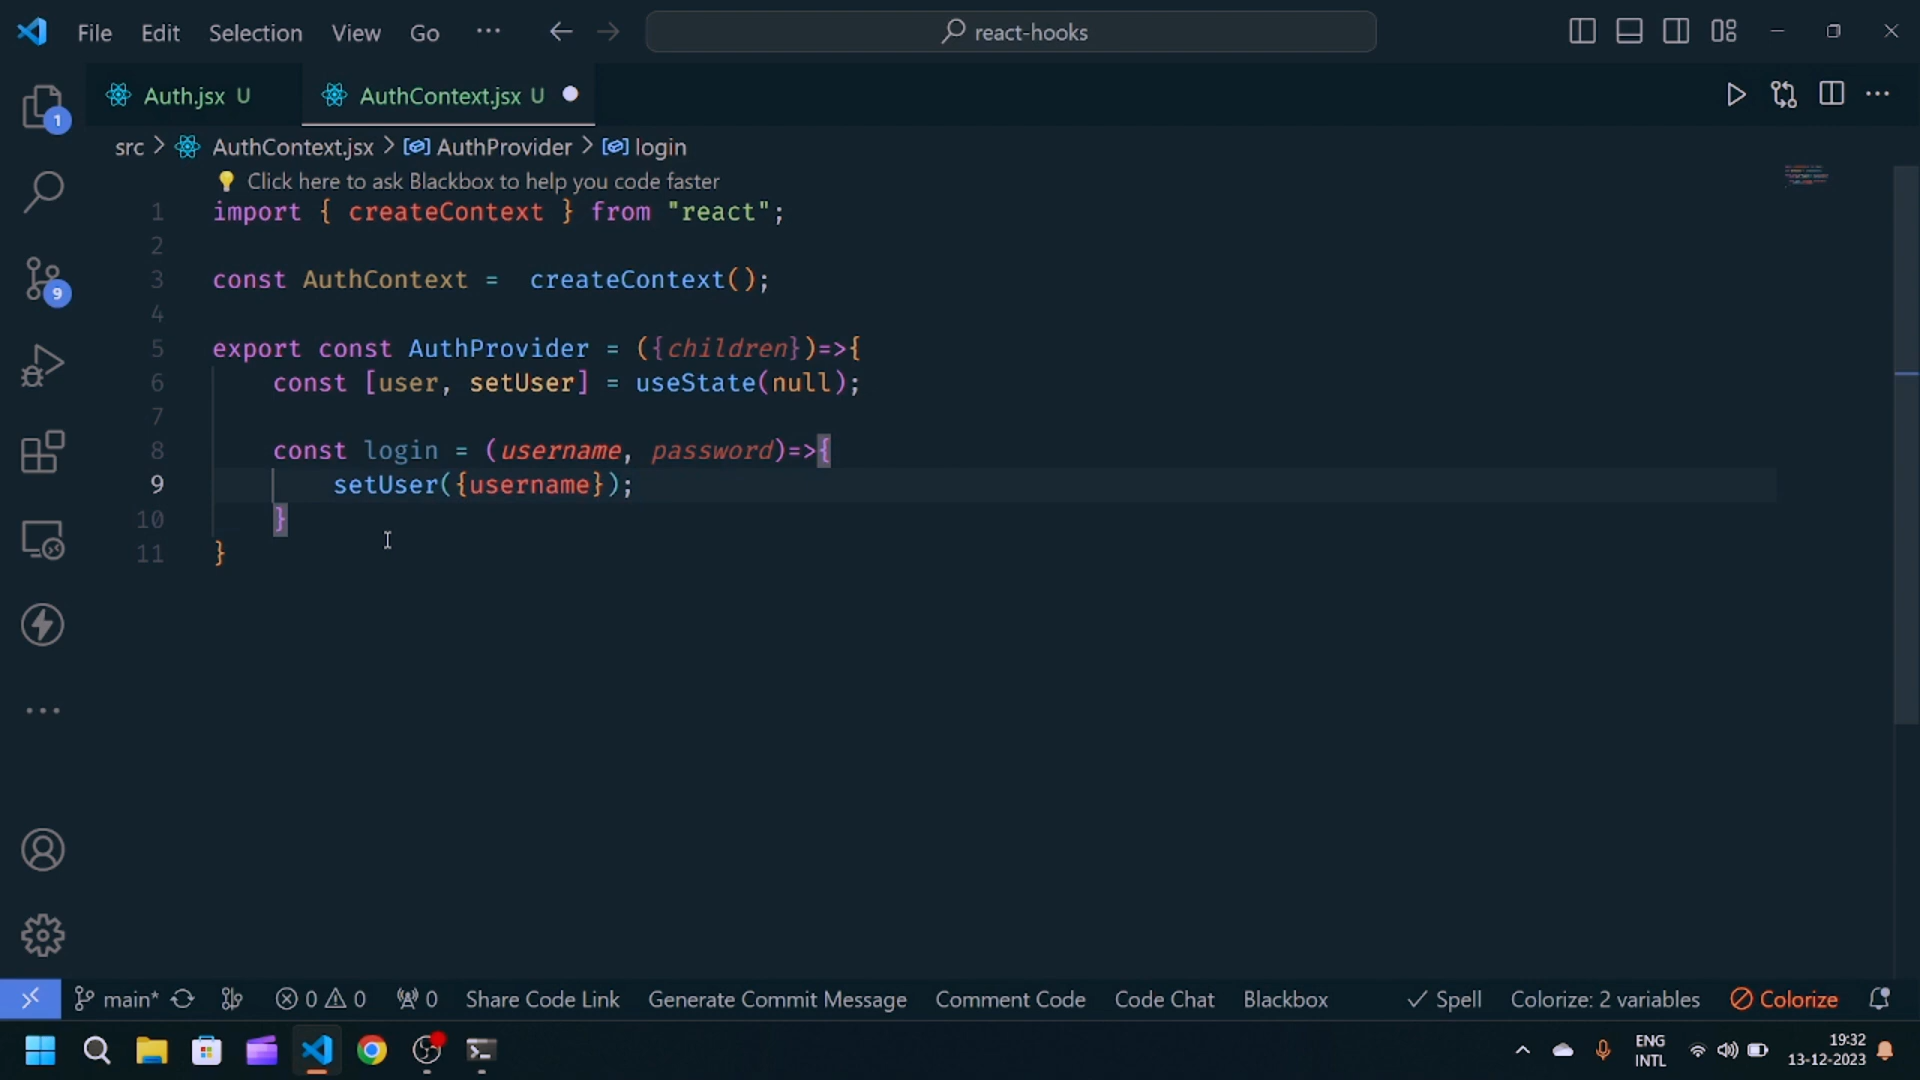 File Edit Selection View Go ··· react-hooks
Auth.jsx U AuthContext.jsx U
1
src > AuthContext.jsx > AuthProvider > login
Click here to ask Blackbox to help you code faster
1 import { createContext } from "react";
2
3 const AuthContext =  createContext();
9
4
5 export const AuthProvider = ({children})=>{
6 const [user, setUser] = useState(null);
7
8 const login = (username, password)=>{
9 setUser({username});
10 }
11 }
main* 0 0 0 Share Code Link Generate Commit Message Comment Code Code Chat Blackbox Spell Colorize: 2 variables Colorize
ENG 19:32
INTL 13-12-2023